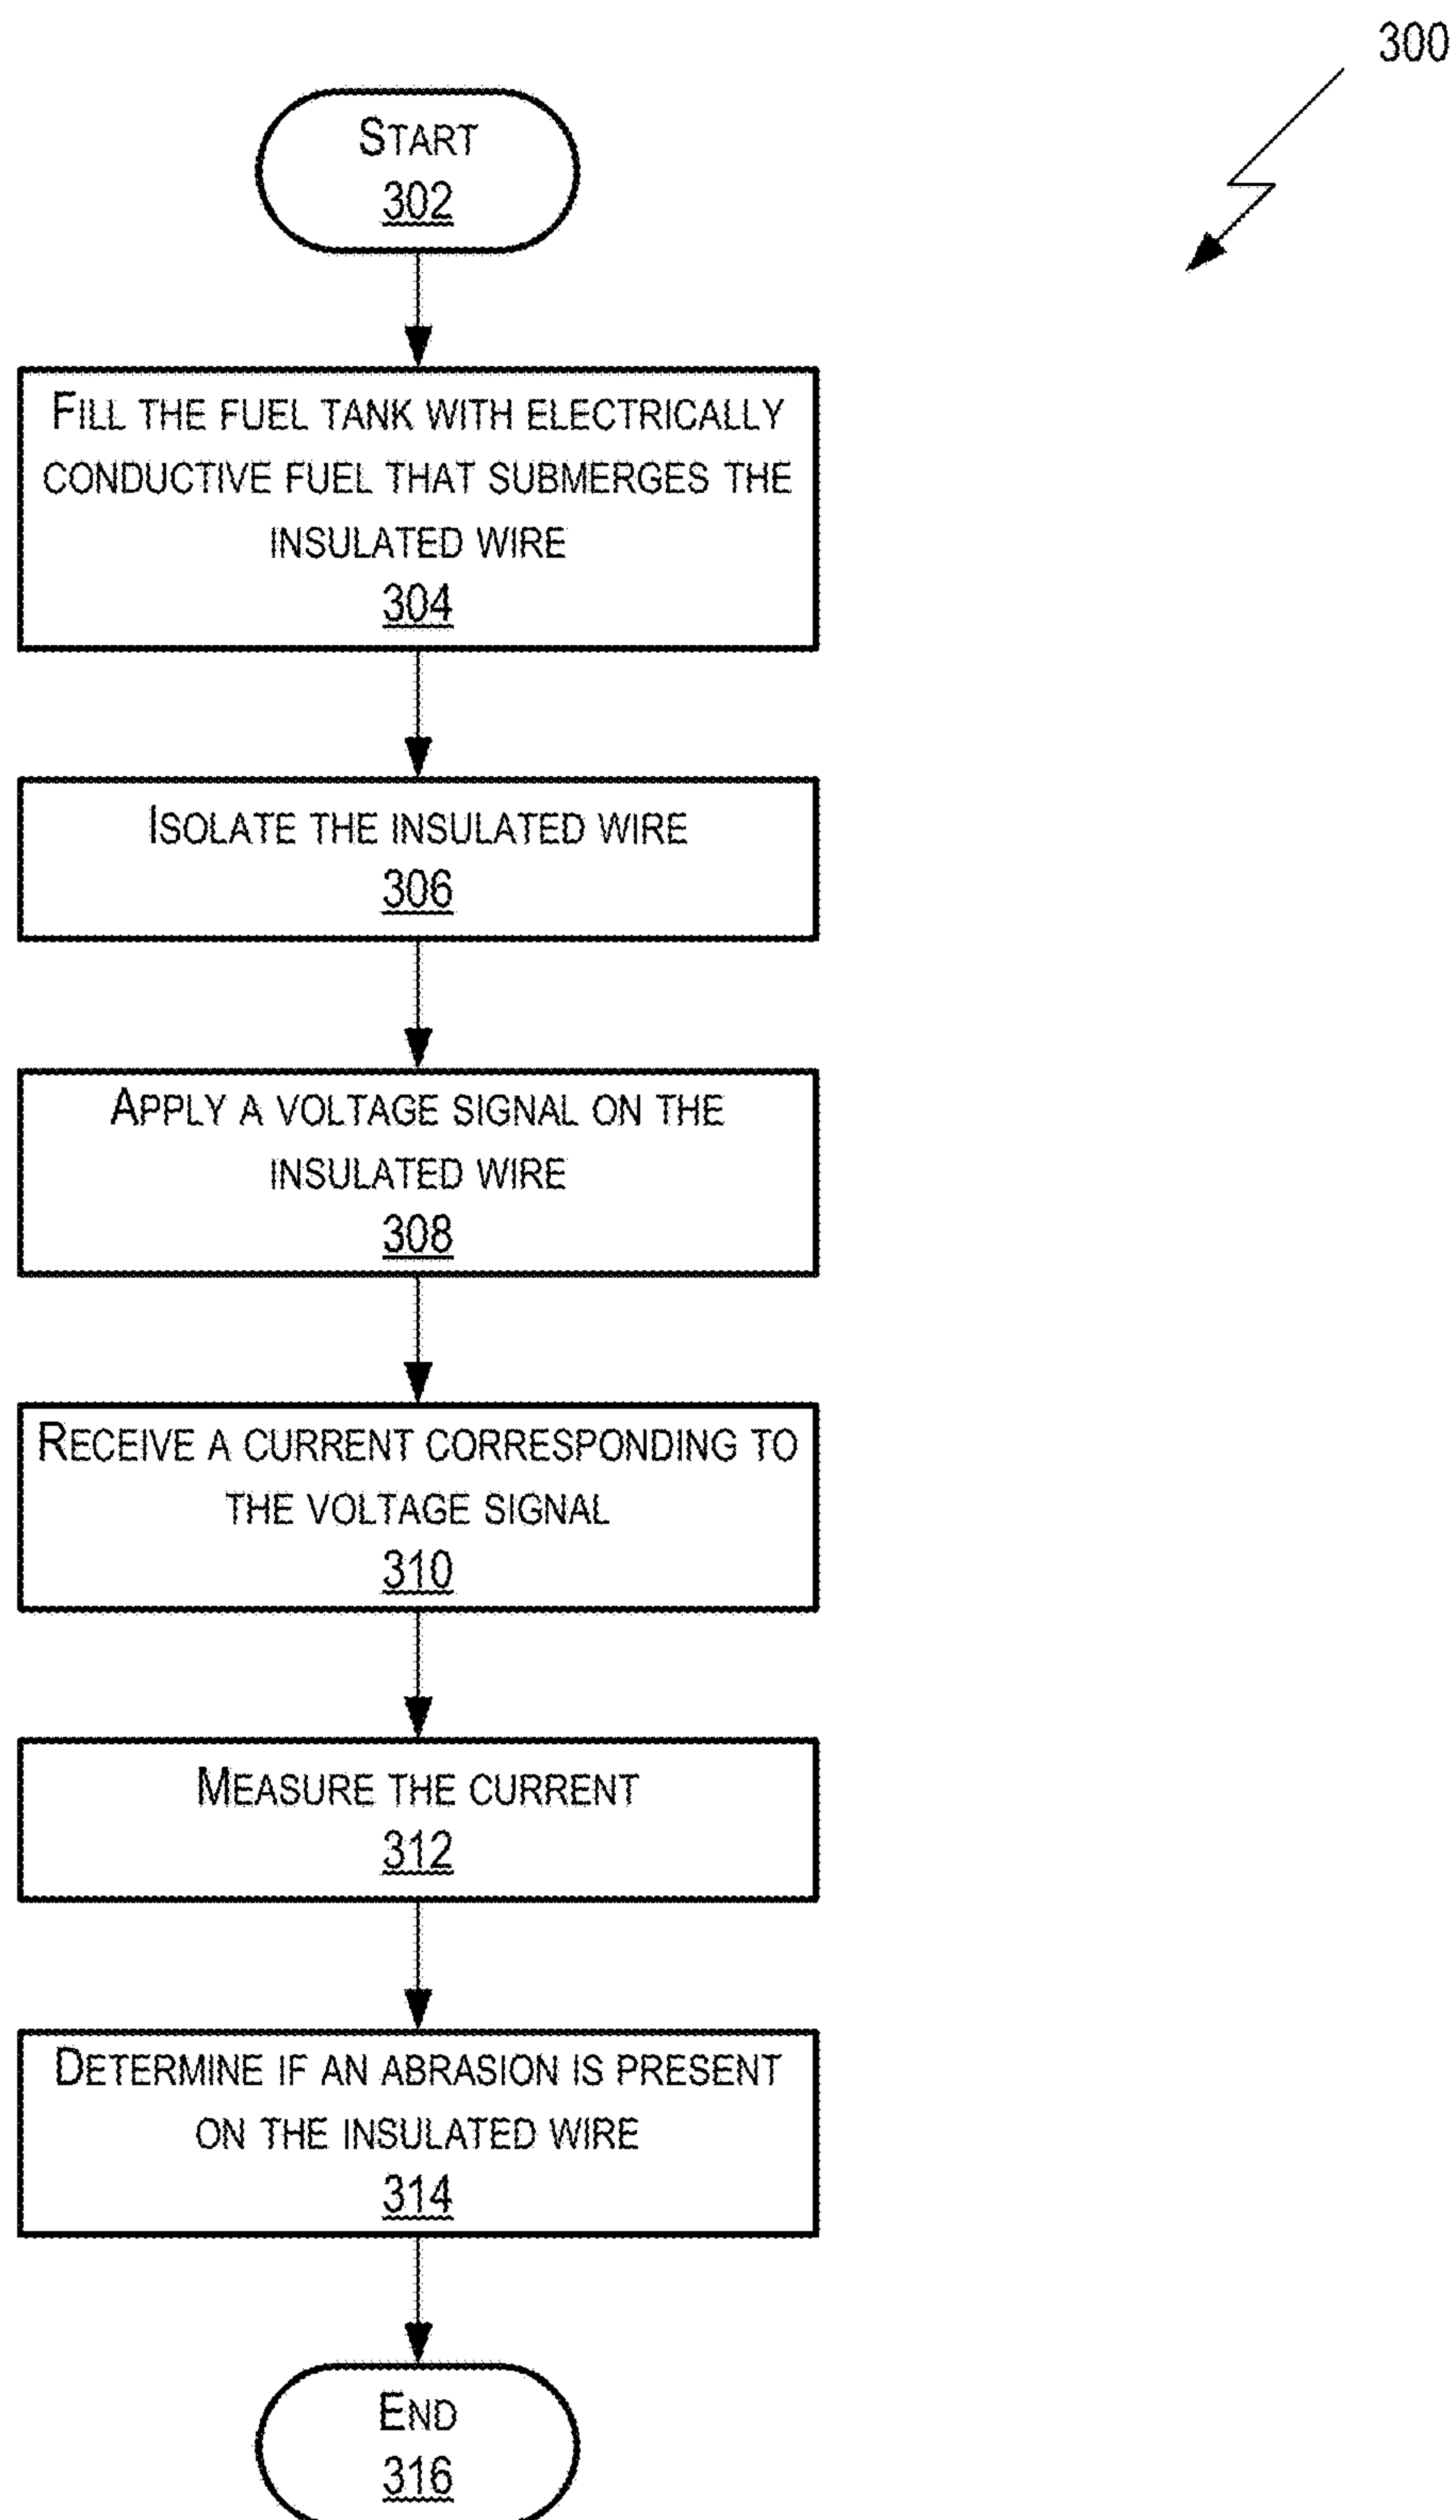 300
START
302
FILL THE FUEL TANK WITH ELECTRICALLY
CONDUCTIVE FUEL THAT SUBMERGES THE
INSULATED WIRE
304
ISOLATE THE INSULATED WIRE
306
APPLY A VOLTAGE SIGNAL ON THE
INSULATED WIRE
308
RECEIVE A CURRENT CORRESPONDING TO
THE VOLTAGE SIGNAL
310
MEASURE THE CURRENT
312
DETERMINE IF AN ABRASION IS PRESENT
ON THE INSULATED WIRE
314
END
316